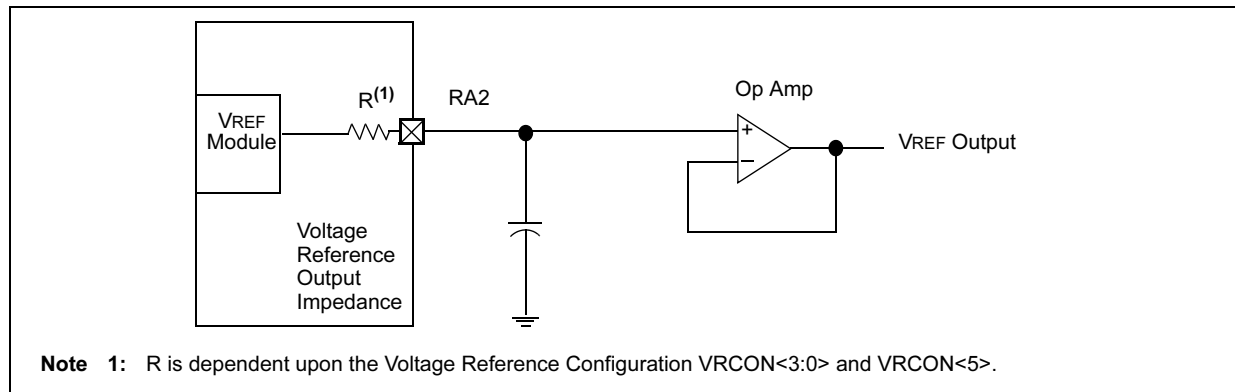 R(1)
RA2
Op Amp
VREF
Module
+
–
VREF Output
Voltage
Reference
Output
Impedance
Note 1: R is dependent upon the Voltage Reference Configuration VRCON<3:0> and VRCON<5>.